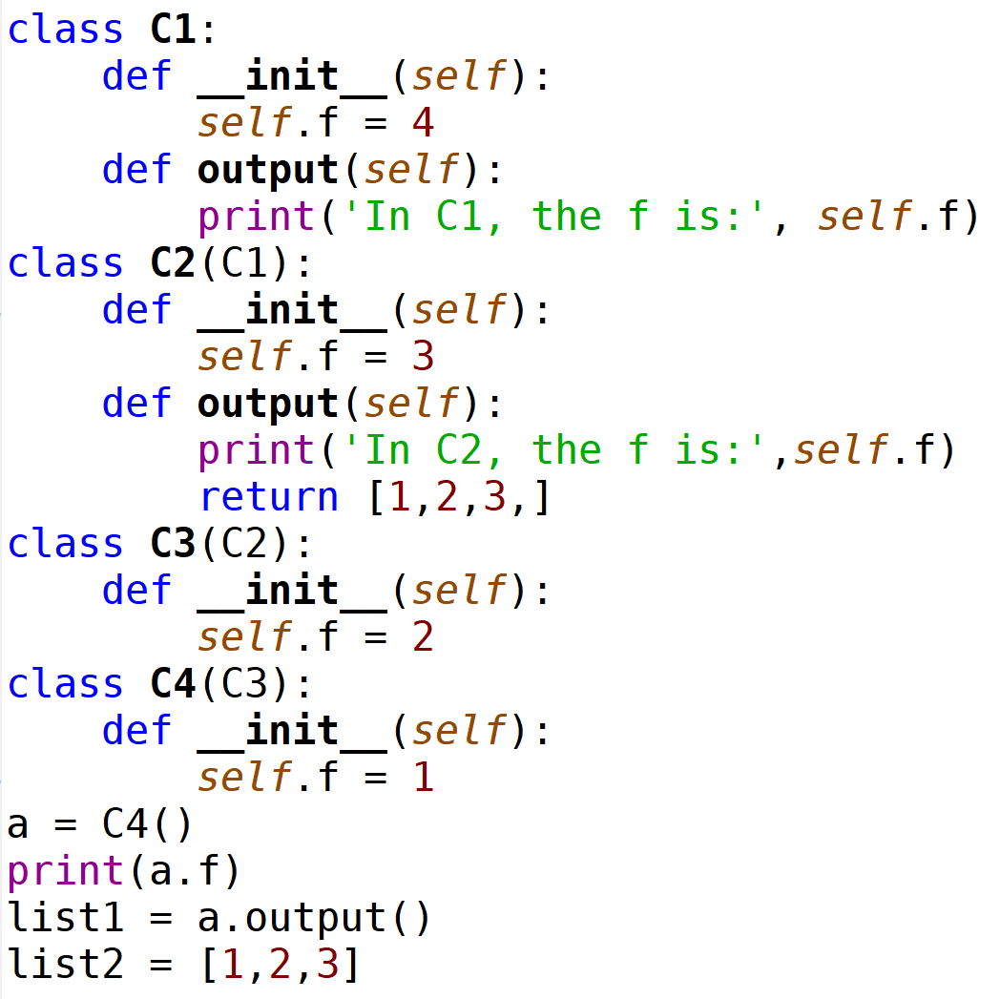 class C1:
    def __init__(self):
        self.f = 4
    def output(self):
        print('In C1, the f is:', self.f)
class C2(C1):
    def __init__(self):
        self.f = 3
    def output(self):
        print('In C2, the f is:',self.f)
        return [1,2,3,]
class C3(C2):
    def __init__(self):
        self.f = 2
class C4(C3):
    def __init__(self):
        self.f = 1
a = C4()
print(a.f)
list1 = a.output()
list2 = [1,2,3]